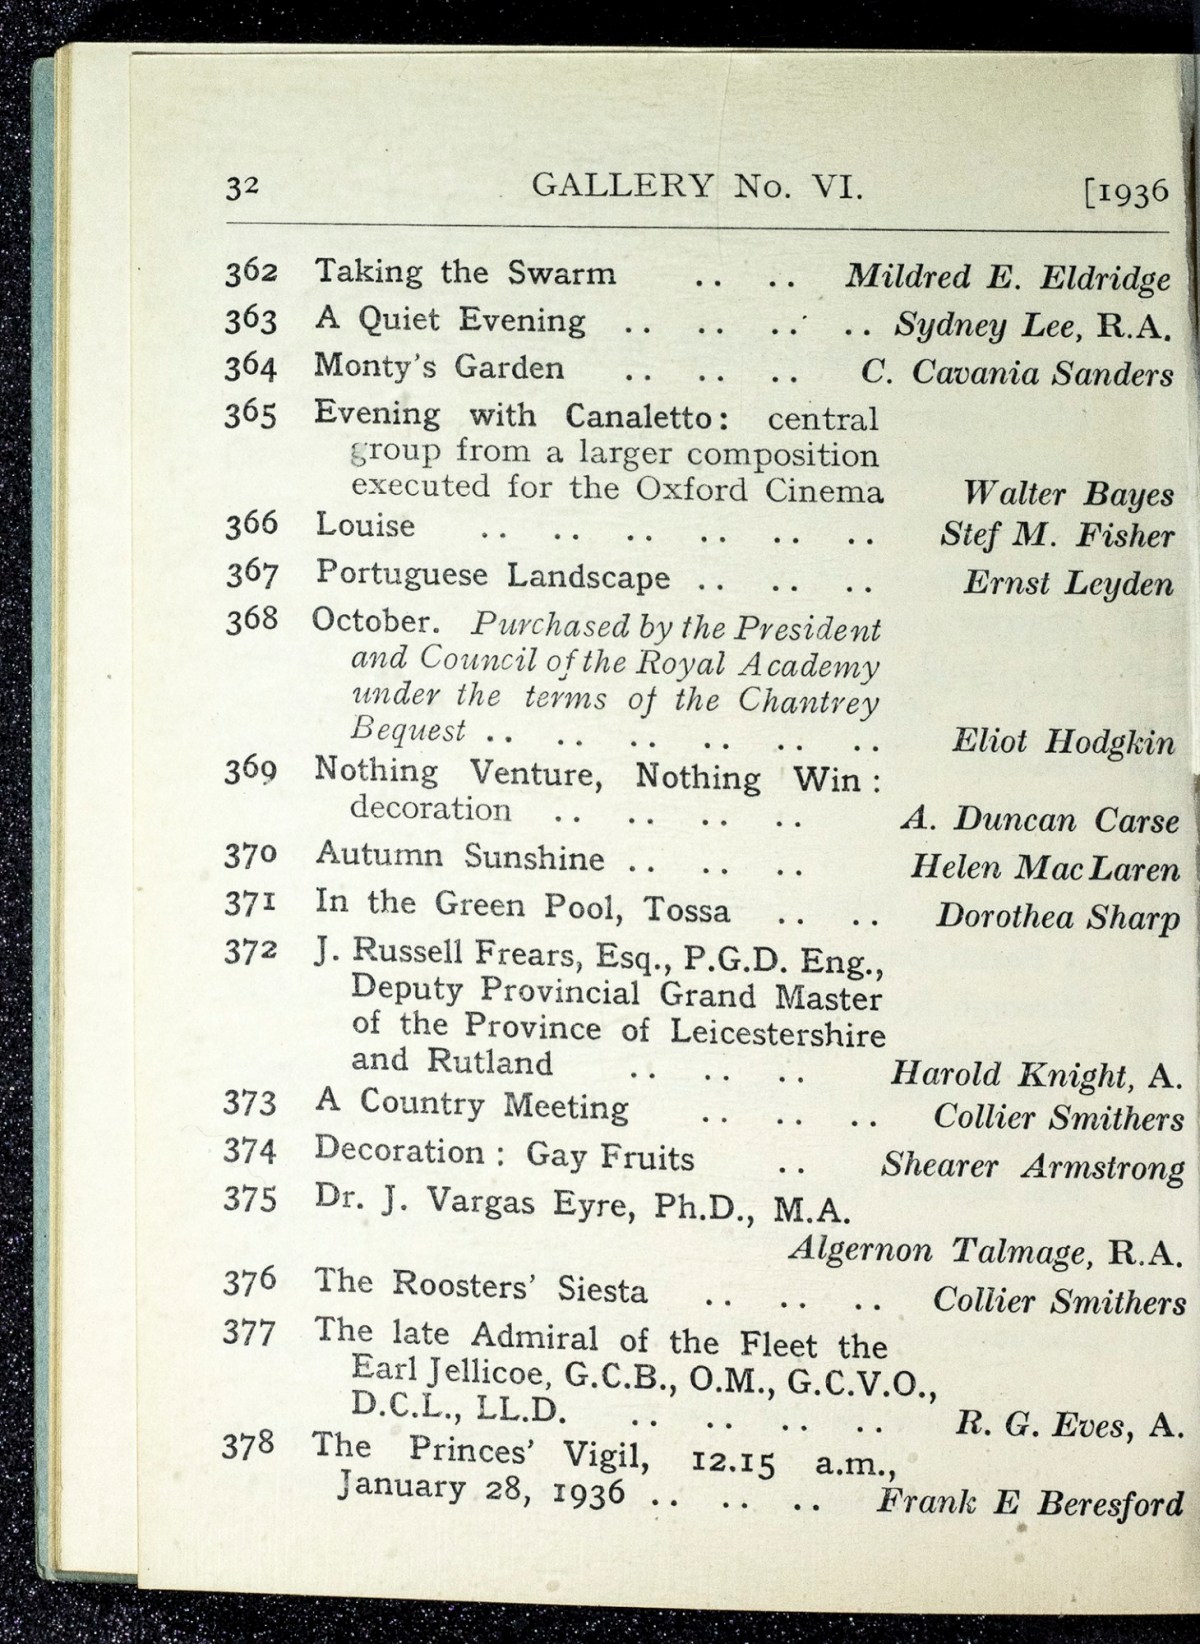 32 GALLERY No. VI. [1936
362 Taking the Swarm .. .. Mildred E. Eldridge
363 A Quiet Evening .. .. .. .. Sydney Lee, R.A.
364 Monty's Garden .. .. .. C. Cavania Sanders
365 Evening with Canaletto: central
group from a larger composition
executed for the Oxford Cinema Walter Bayes
366 Louise .. .. .. .. .. .. Stef M. Fisher
367 Portuguese Landscape .. .. .. Ernst Leyden
368 October. Purchased by the President
and Council of the Royal Academy
under the terms of the Chantrey
Bequest .. .. .. .. .. .. Eliot Hodgkin
369 Nothing Venture, Nothing Win :
decoration .. .. .. .. A. Duncan Carse
370 Autumn Sunshine .. .. .. Helen MacLaren
371 In the Green Pool, Tossa .. .. Dorothea Sharp
372 J. Russell Frears, Esq., P.G.D. Eng.,
Deputy Provincial Grand Master
of the Province of Leicestershire
and Rutland .. .. .. Harold Knight, A.
373 A Country Meeting .. .. .. Collier Smithers
374 Decoration : Gay Fruits .. Shearer Armstrong
375 Dr. J. Vargas Eyre, Ph.D., M.A.
Algernon Talmage, R.A.
376 The Roosters' Siesta .. .. .. Collier Smithers
377 The late Admiral of the Fleet the
Earl Jellicoe, G.C.B., O.M., G.C.V.O.,
D.C.L., LL.D. .. .. .. .. R. G. Eves, A.
378 The Princes' Vigil, 12.15 a.m.,
January 28, 1936 .. .. .. Frank E Beresford